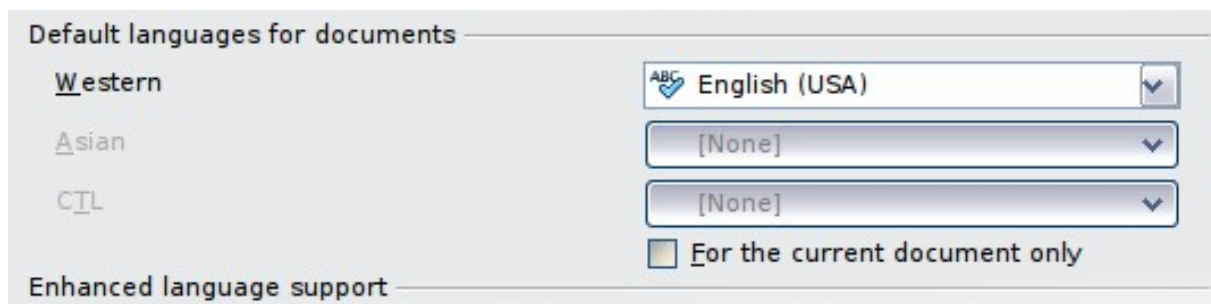 Default languages for documents
Western ABC English (USA)
Asian [None]
CTL [None]
For the current document only
Enhanced language support